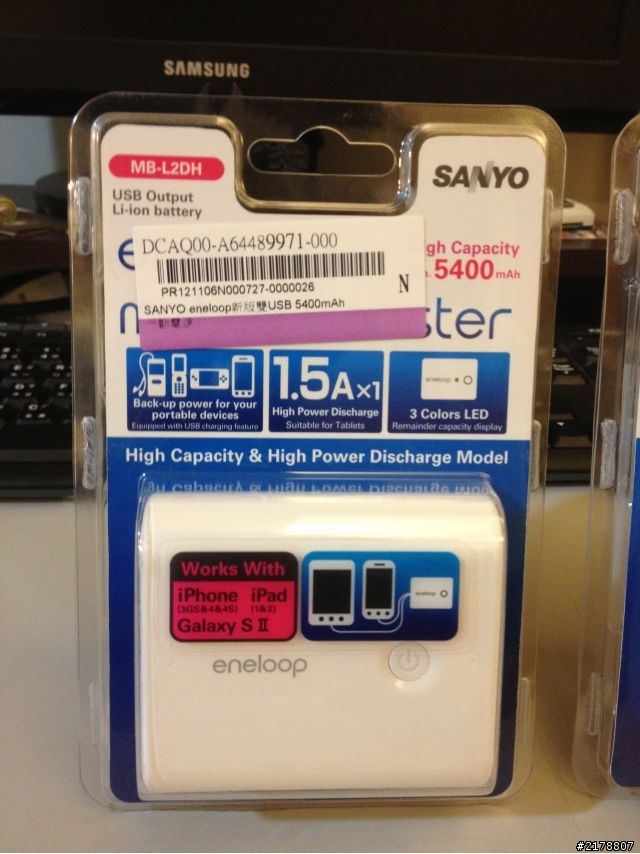 SAMSUNG
MB-L2DH
SANYO
USB Output
Li-ion battery
DCAQ00-A64489971-000
PR121106N000727-0000026
N
SANYO eneloop新版雙USB 5400mAh
Capacity
5400mAh
Back-up power for your
portable devices
Equipped with USB charging feature
1.5A×1
High Power Discharge
Suitable for Tablets
eneloop
3 Colors LED
Remainder capacity display
High Capacity & High Power Discharge Model
Works With
iPhone iPad
(3GS&4&4S) (1&2)
Galaxy S II
eneloop
eneloop
#2178807